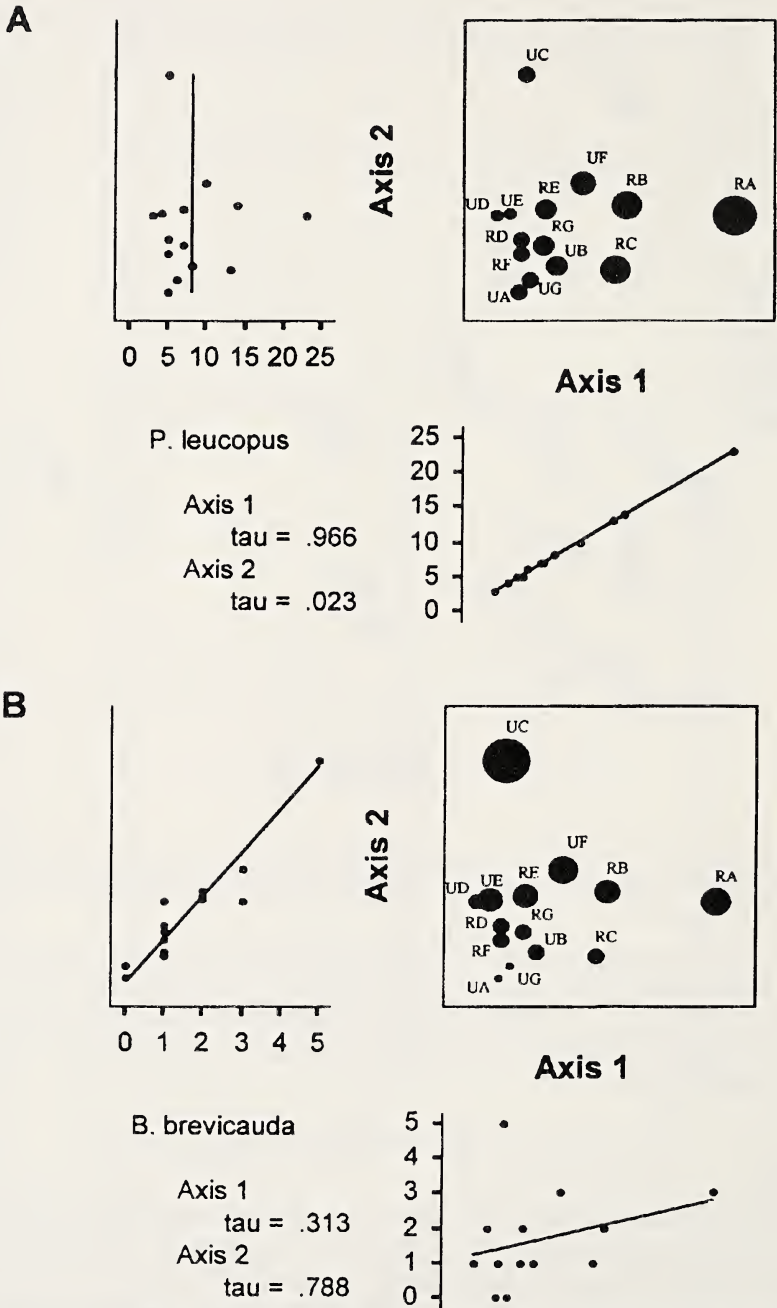 A
Axis 2
UC
UF
RE
RB
RA
UD
UE
RD
RG
RF
UB
RC
UA
UG
0 5 10 15 20 25
Axis 1
P. leucopus
Axis 1
tau = .966
Axis 2
tau = .023
25
20
15
10
5
0
B
Axis 2
UC
UF
RE
RB
RA
UD
UE
RD
RG
RF
UB
RC
UA
UG
0 1 2 3 4 5
Axis 1
B. brevicauda
Axis 1
tau = .313
Axis 2
tau = .788
5
4
3
2
1
0